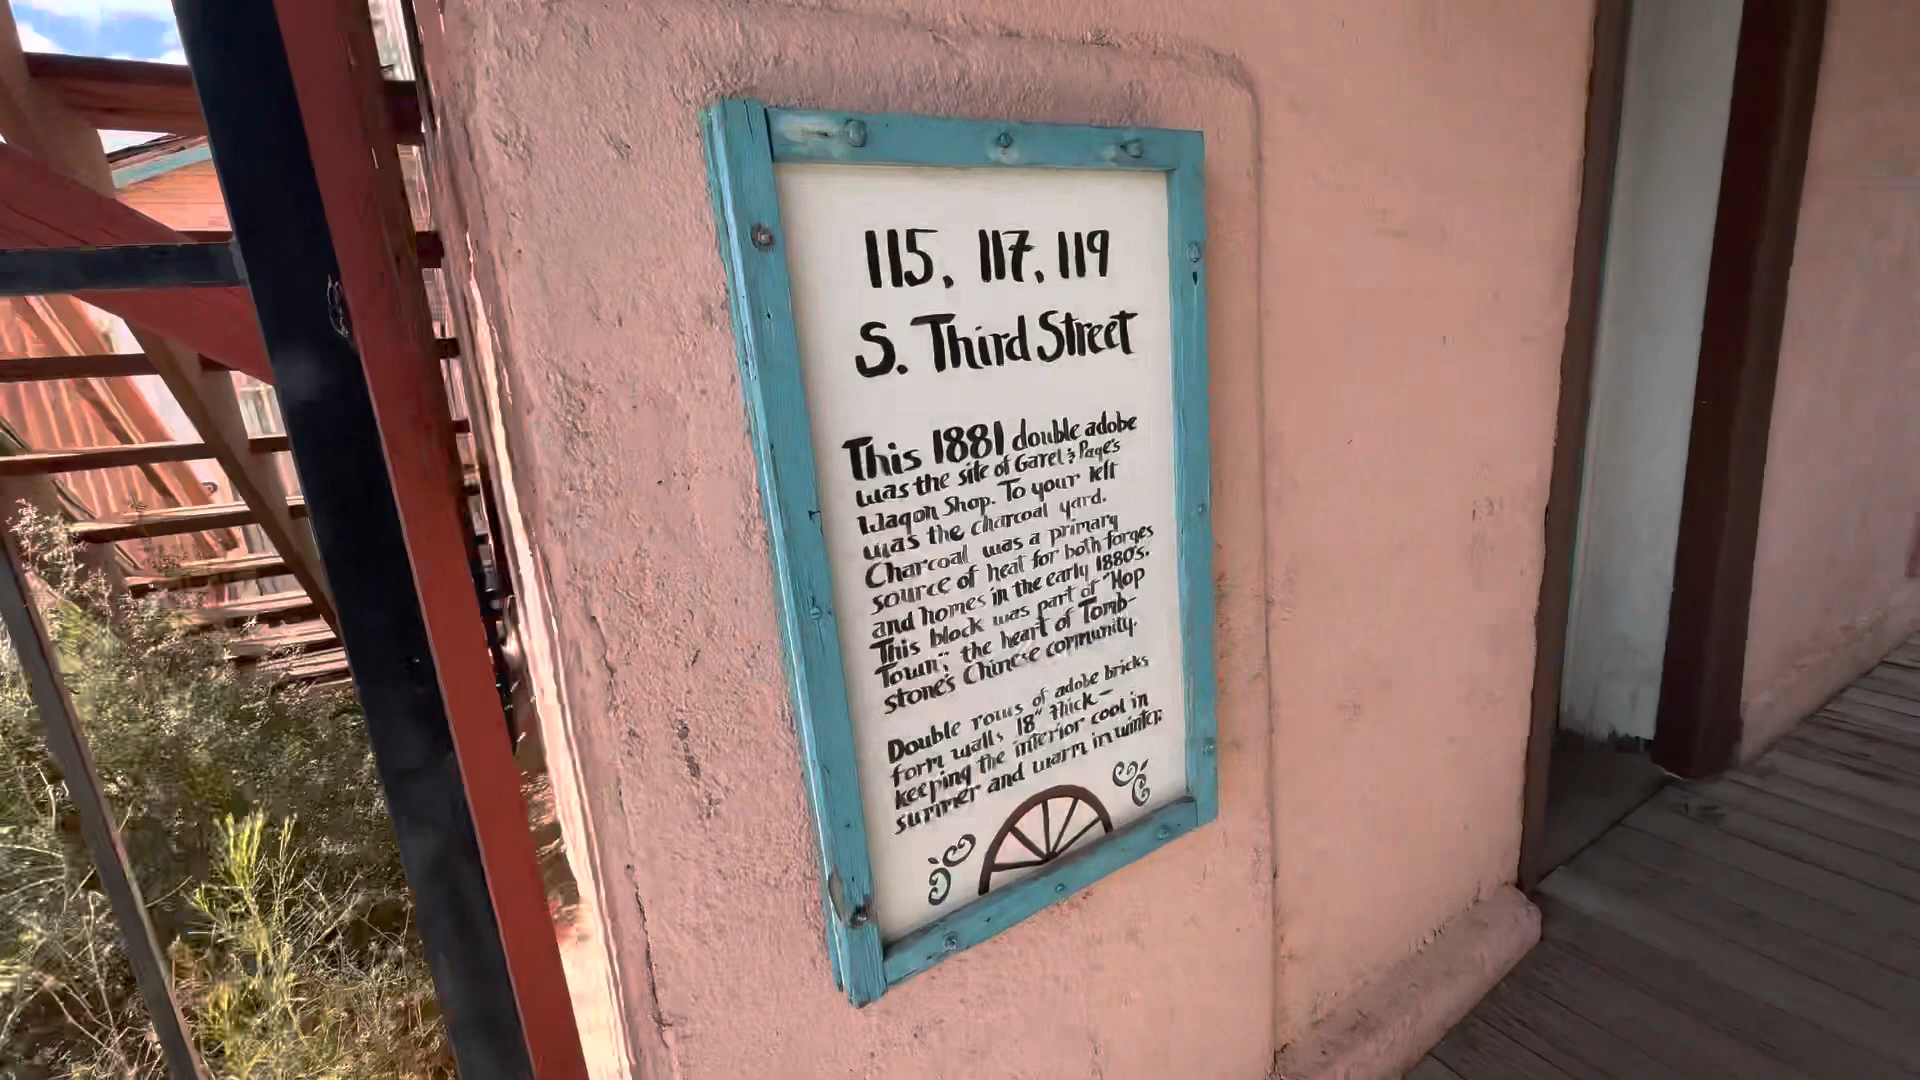 115, 117, 119
S. Third Street
This 1881 double adobe
was the site of Garet & Page's
Wagon Shop. To your left
was the charcoal yard.
Charcoal was a primary
source of heat for both forges
and homes in the early 1880's.
This block was part of "Hop
Town", the heart of Tomb-
stone's Chinese community.
Double rows of adobe bricks
form walls 18" thick—
keeping the interior cool in
summer and warm in winter.